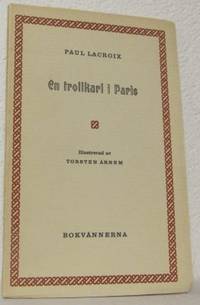 PAUL LACROIX
En trollkarl i Paris
Illustrerad av
TORSTEN ÅRNEM
BOKVÄNNERNA